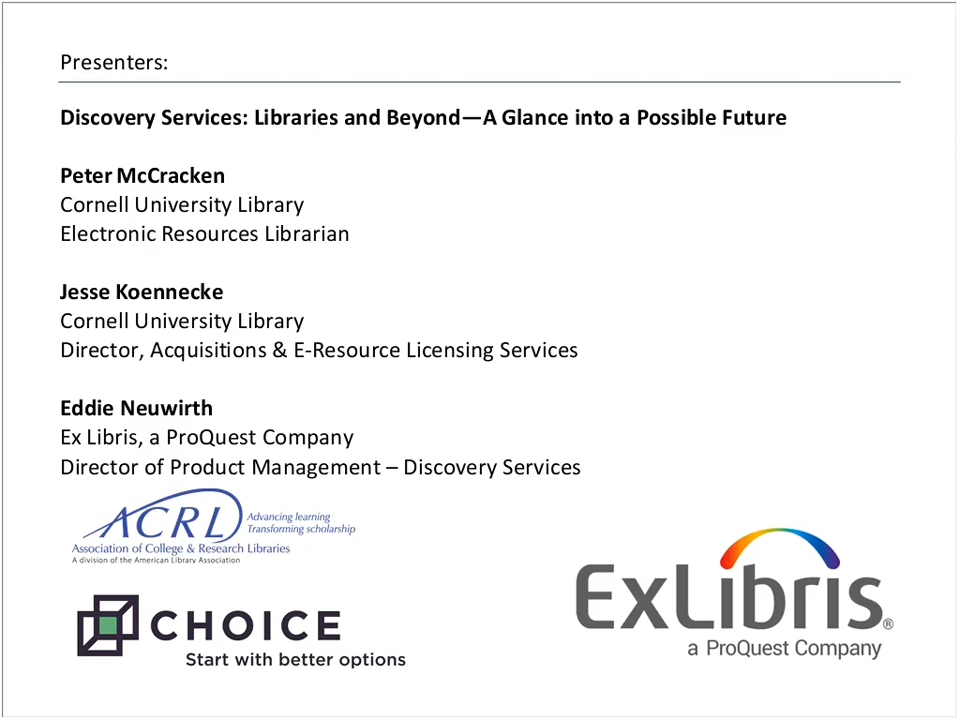 Presenters:
Discovery Services: Libraries and Beyond—A Glance into a Possible Future
Peter McCracken
Cornell University Library
Electronic Resources Librarian
Jesse Koennecke
Cornell University Library
Director, Acquisitions & E-Resource Licensing Services
Eddie Neuwirth
Ex Libris, a ProQuest Company
Director of Product Management – Discovery Services
ACRL
Advancing learning
Transforming scholarship
Association of College & Research Libraries
A division of the American Library Association
CHOICE
Start with better options
ExLibris®
a ProQuest Company